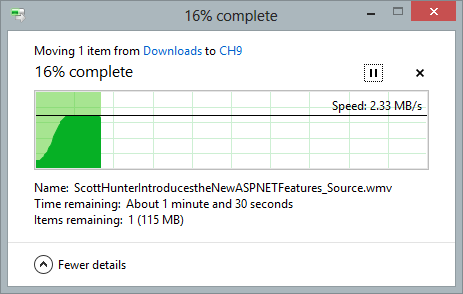 16% complete
Moving 1 item from Downloads to CH9
16% complete
Speed: 2.33 MB/s
Name: ScottHunterIntroducestheNewASPNETFeatures_Source.wmv
Time remaining: About 1 minute and 30 seconds
Items remaining: 1 (115 MB)
Fewer details